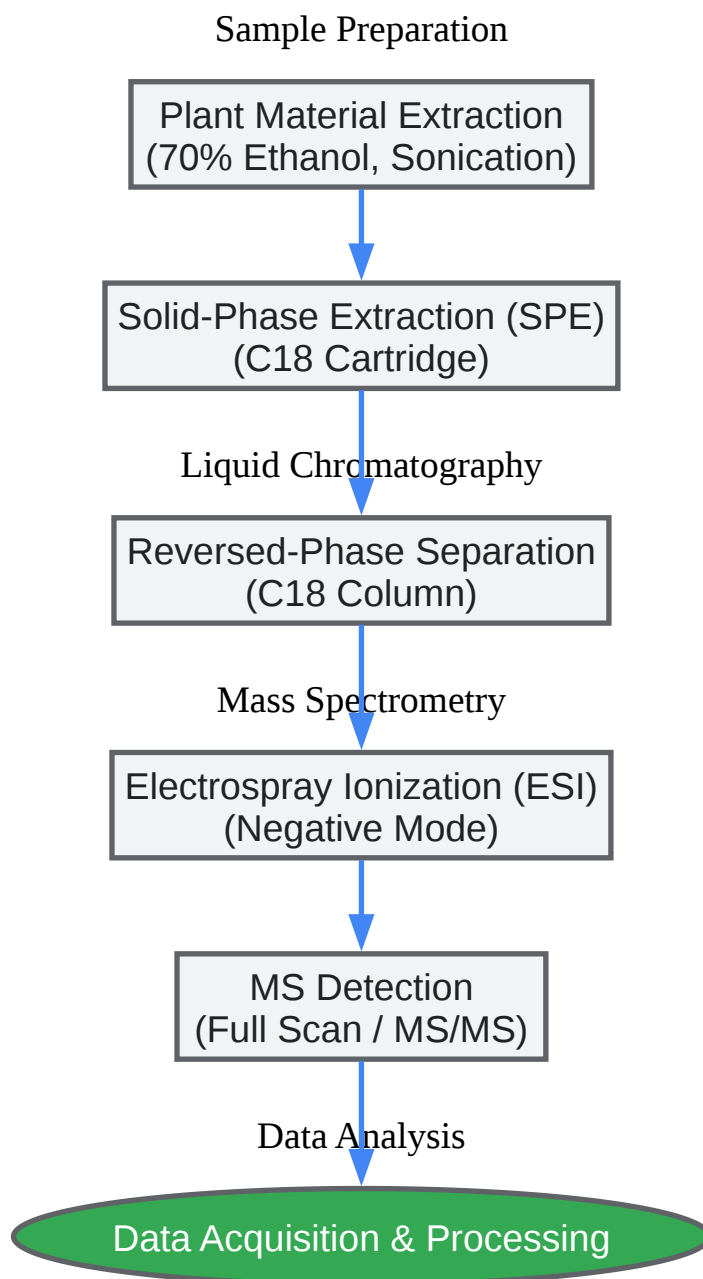 Sample Preparation
Plant Material Extraction
(70% Ethanol, Sonication)
Solid-Phase Extraction (SPE)
(C18 Cartridge)
Liquid Chromatography
Reversed-Phase Separation
(C18 Column)
Mass Spectrometry
Electrospray Ionization (ESI)
(Negative Mode)
MS Detection
(Full Scan / MS/MS)
Data Analysis
Data Acquisition & Processing